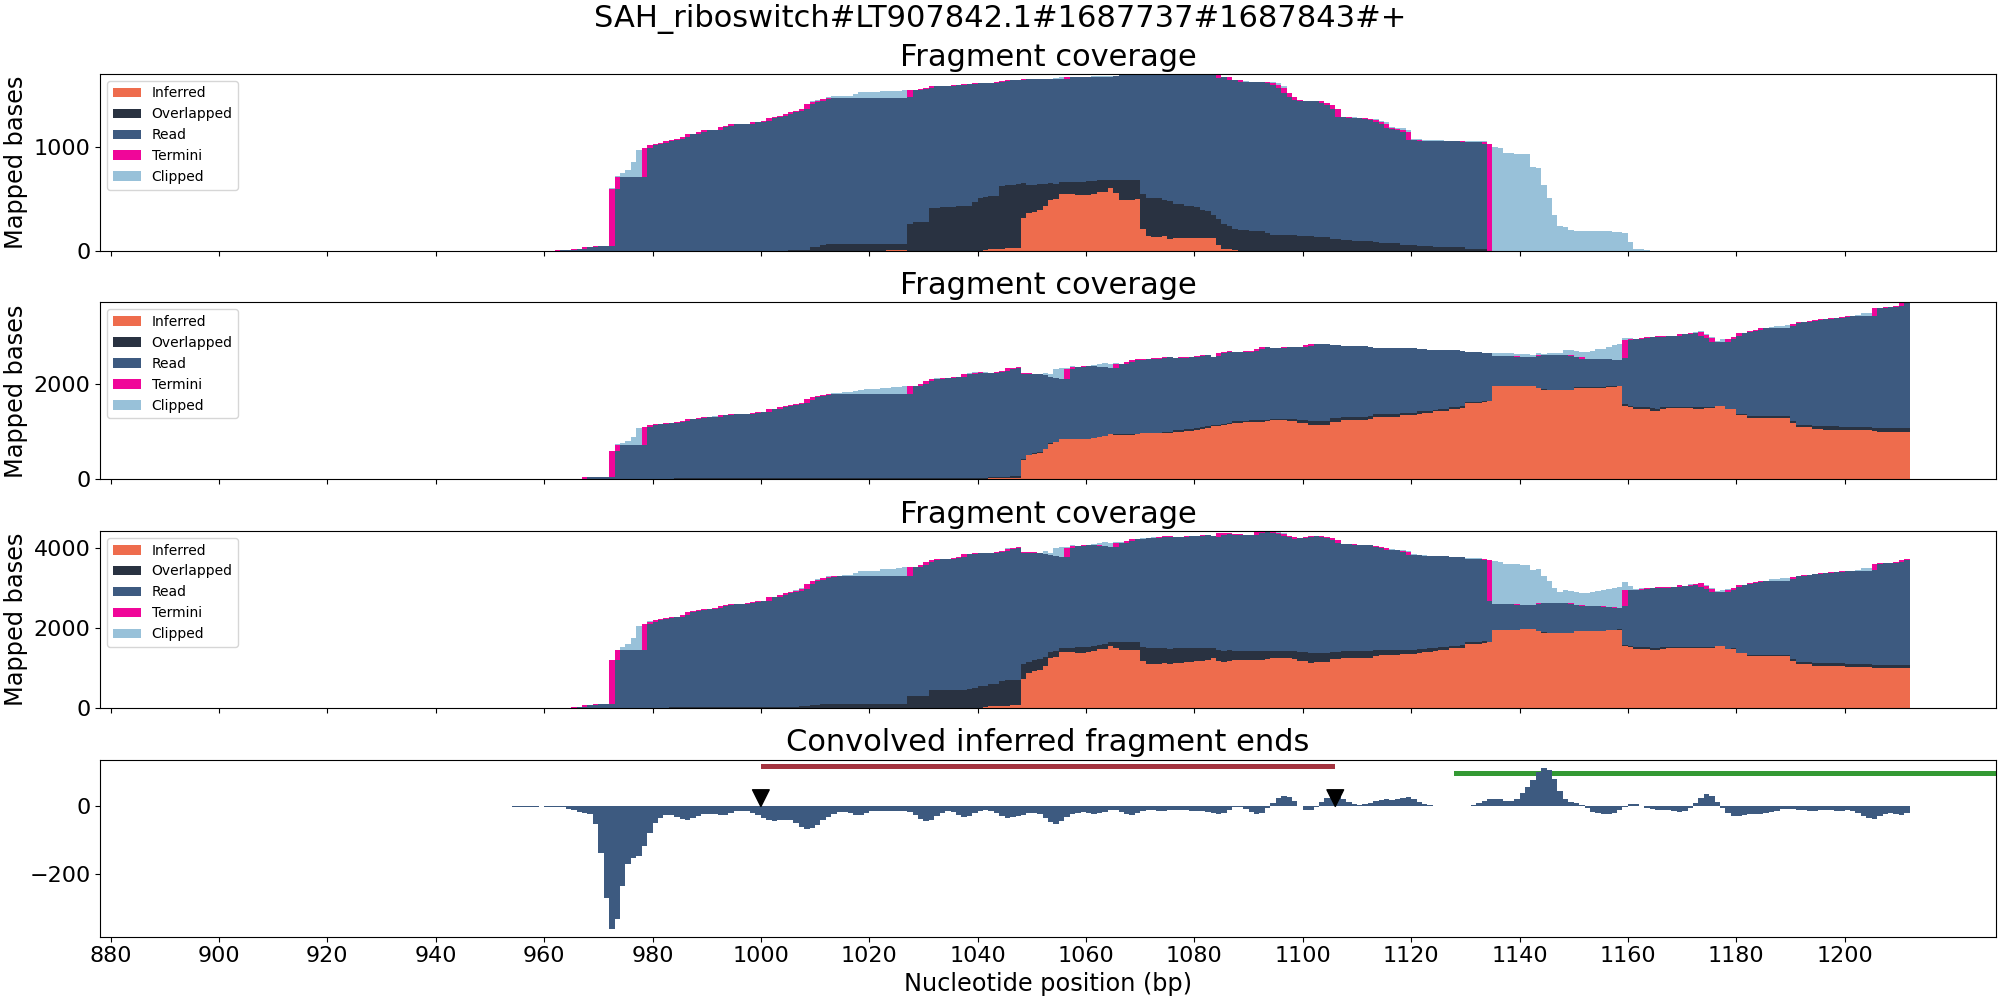 SAH_riboswitch#LT907842.1#1687737#1687843#+
Fragment coverage
Mapped bases
1000
0
Inferred
Overlapped
Read
Termini
Clipped
Fragment coverage
Mapped bases
2000
0
Inferred
Overlapped
Read
Termini
Clipped
Fragment coverage
Mapped bases
4000
2000
0
Inferred
Overlapped
Read
Termini
Clipped
Convolved inferred fragment ends
0
−200
880 900 920 940 960 980 1000 1020 1040 1060 1080 1100 1120 1140 1160 1180 1200
Nucleotide position (bp)